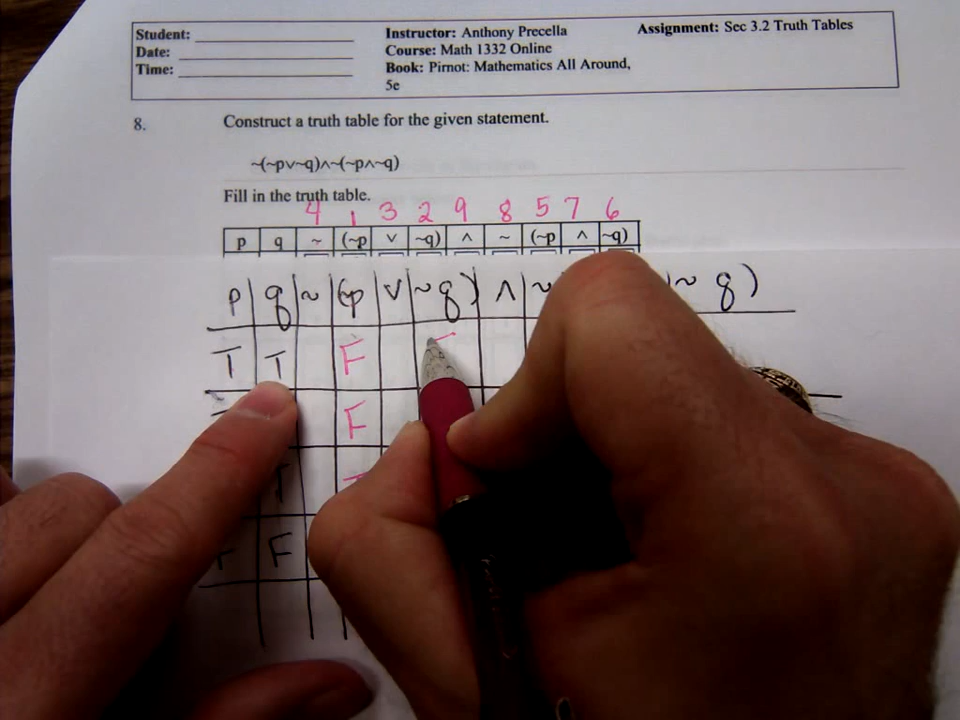 Student: Instructor: Anthony Precella Assignment: Sec 3.2 Truth Tables
Date: Course: Math 1332 Online
Time: Book: Pirnot: Mathematics All Around,
5e
8. Construct a truth table for the given statement.
~(~p∨~q)∧~(~p∧~q)
Fill in the truth table.
4 1 3 2 9 8 5 7 6
p q ~ (~p ∨ ~q) ∧ ~ (~p ∧ ~q)
p q ~ (~p ∨ ~q) ∧ ~ ~ q)
T T F
F
T
F F